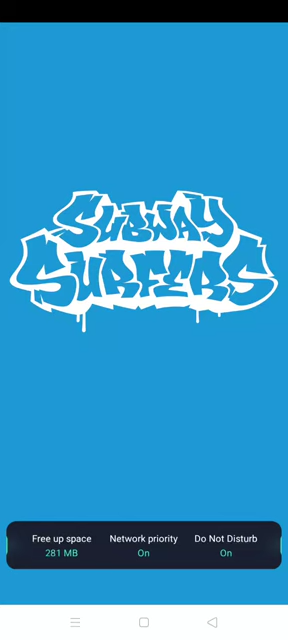 SUBWAY
SURFERS
Free up space
Network priority
Do Not Disturb
281 MB
On
On